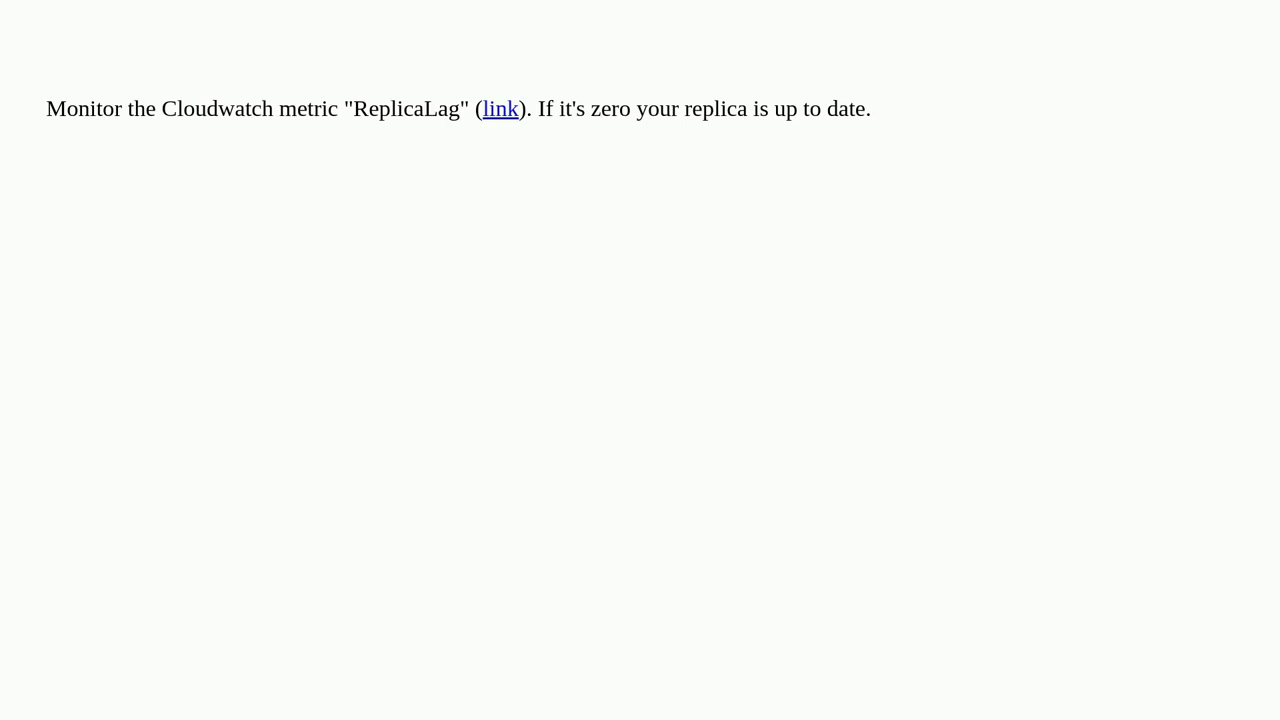 Monitor the Cloudwatch metric "ReplicaLag" (link). If it's zero your replica is up to date.